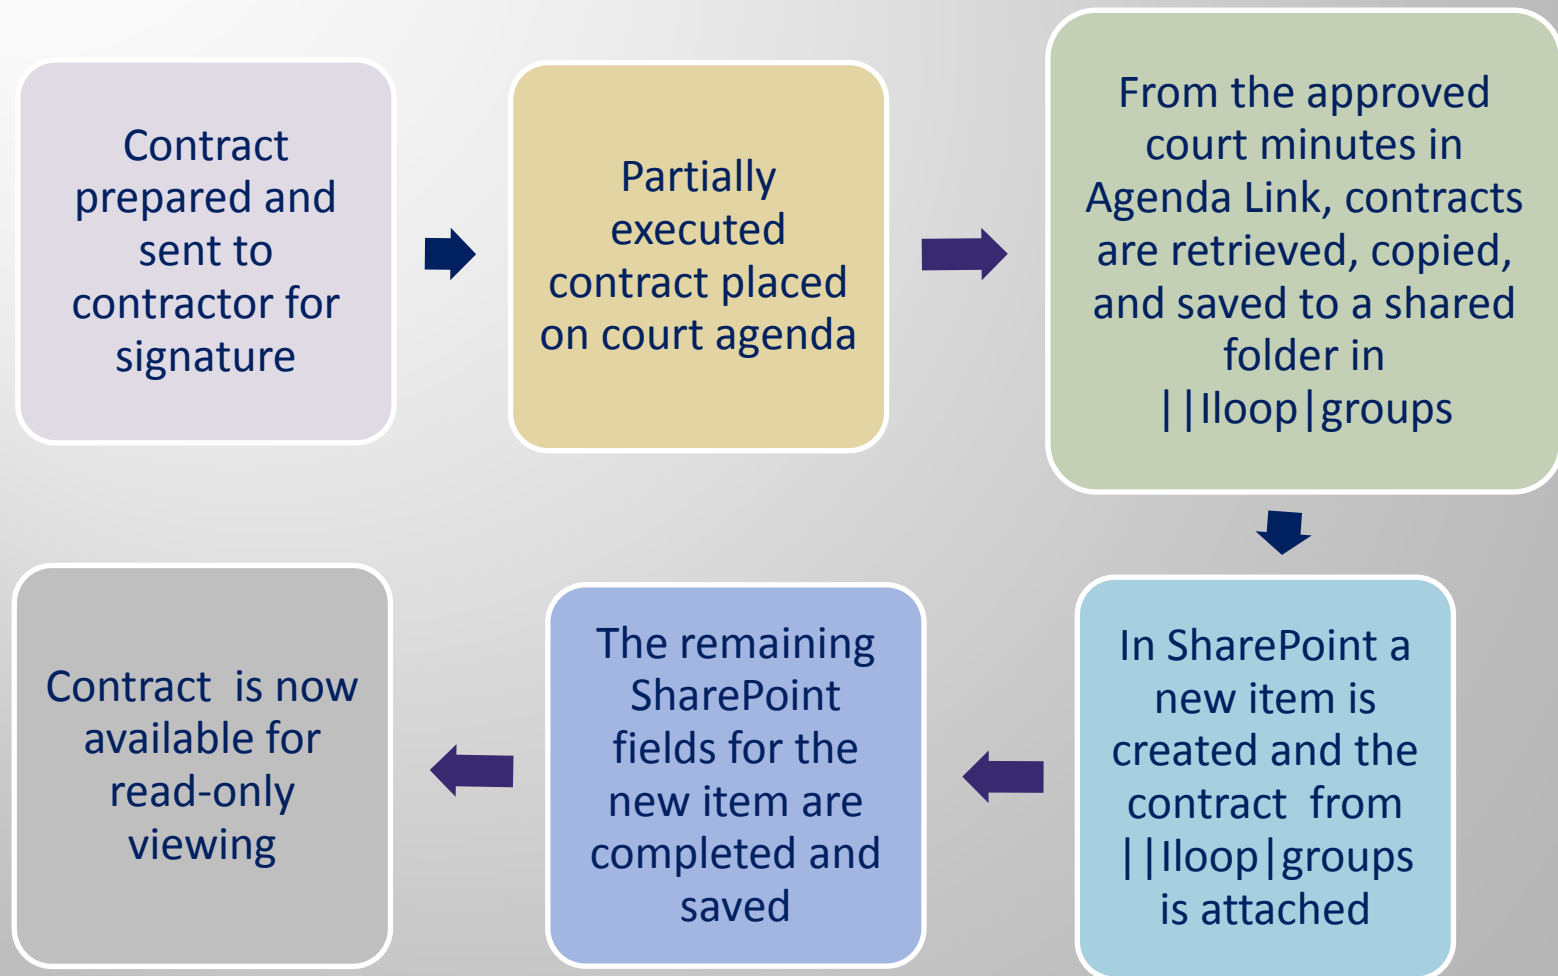 Contract
prepared and
sent to
contractor for
signature
Partially
executed
contract placed
on court agenda
From the approved
court minutes in
Agenda Link, contracts
are retrieved, copied,
and saved to a shared
folder in
||Iloop|groups
In SharePoint a
new item is
created and the
contract  from
||Iloop|groups
is attached
The remaining
SharePoint
fields for the
new item are
completed and
saved
Contract  is now
available for
read-only
viewing